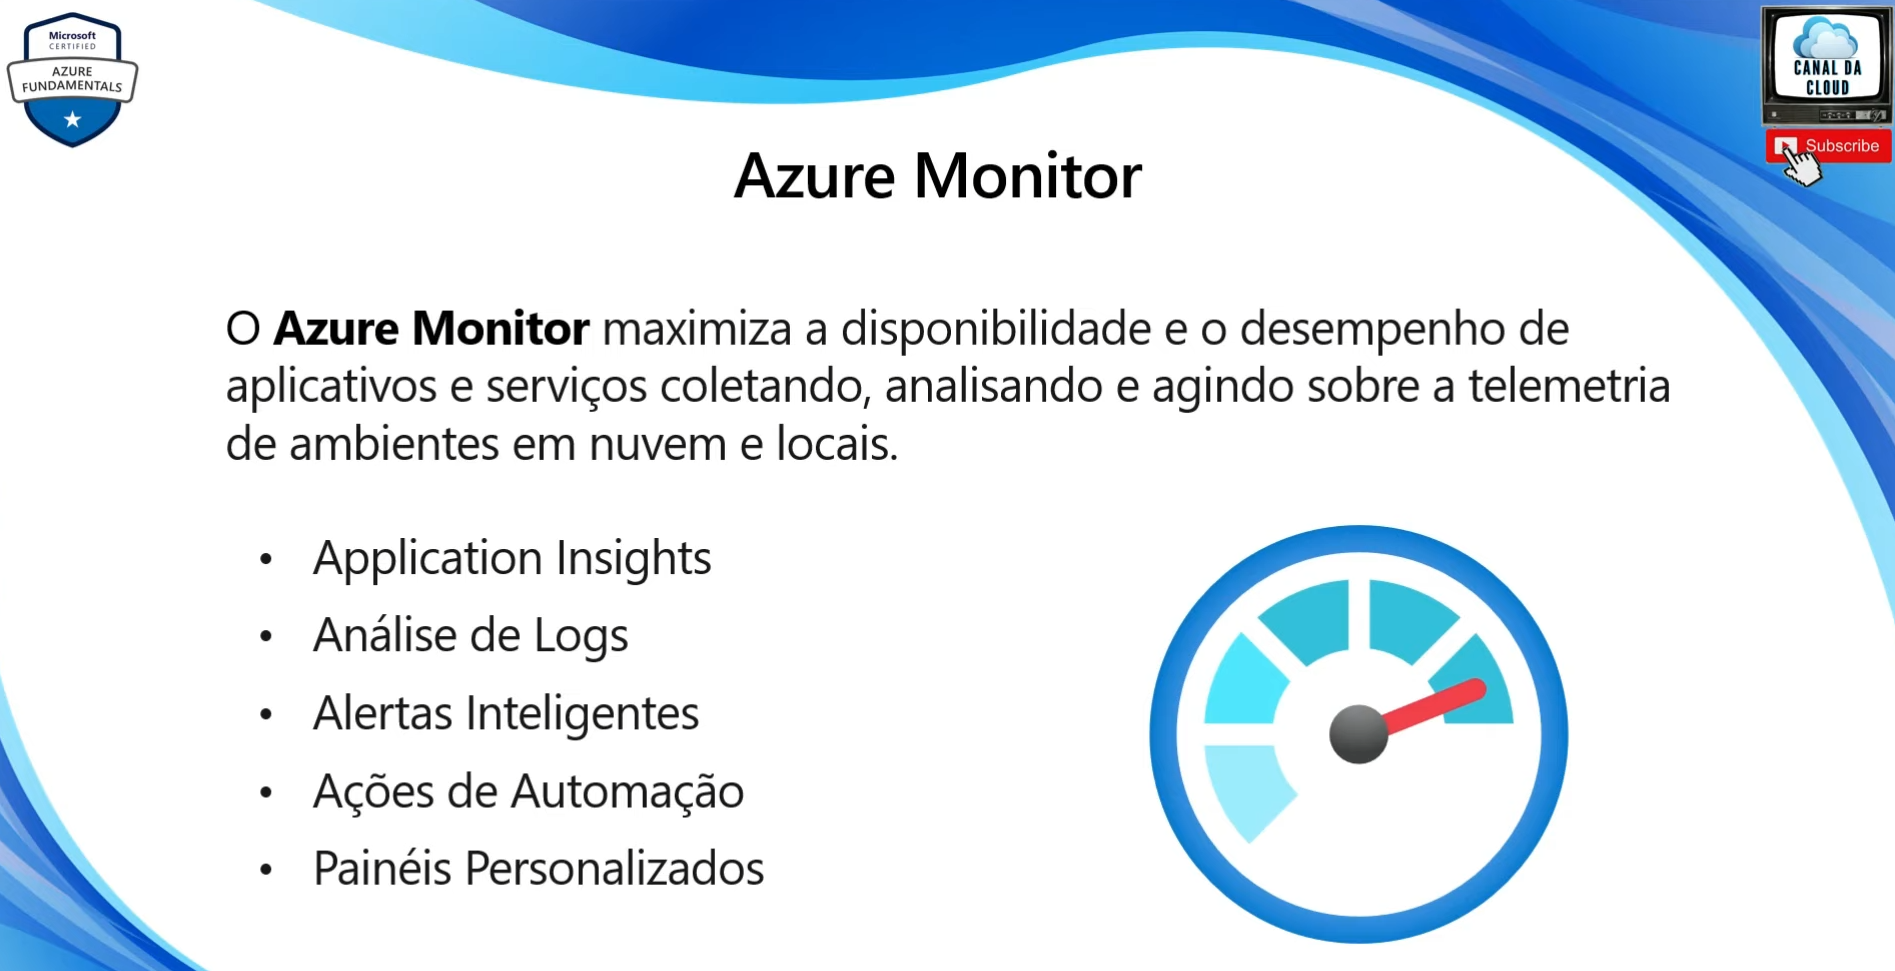 Microsoft
CERTIFIED
AZURE
FUNDAMENTALS
CANAL DA
CLOUD
Subscribe
Azure Monitor
O Azure Monitor maximiza a disponibilidade e o desempenho de
aplicativos e serviços coletando, analisando e agindo sobre a telemetria
de ambientes em nuvem e locais.
• Application Insights
• Análise de Logs
• Alertas Inteligentes
• Ações de Automação
• Painéis Personalizados